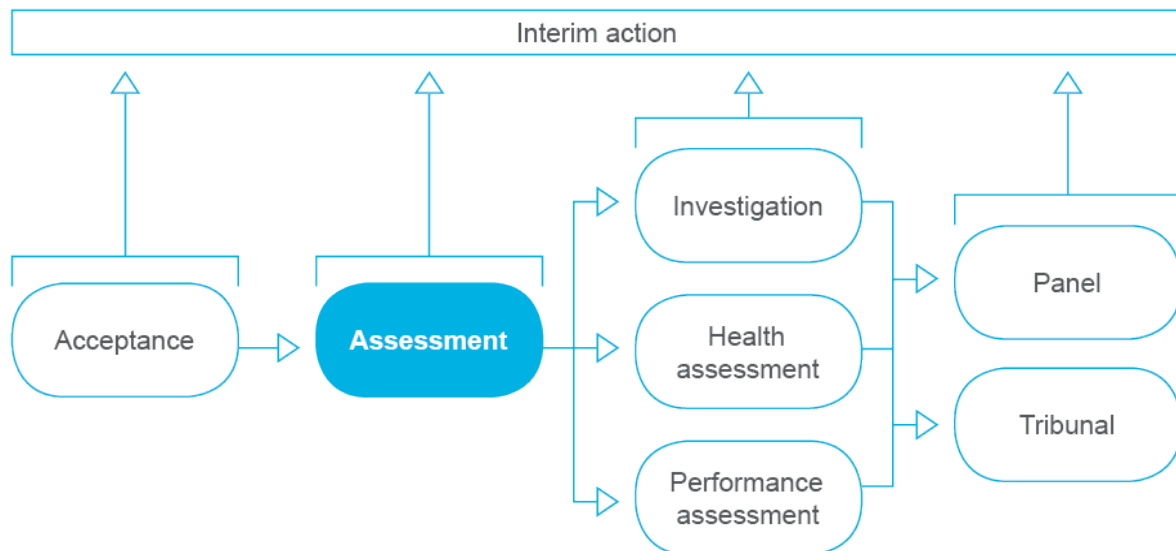 Interim action
Acceptance
Assessment
Investigation
Health
assessment
Performance
assessment
Panel
Tribunal